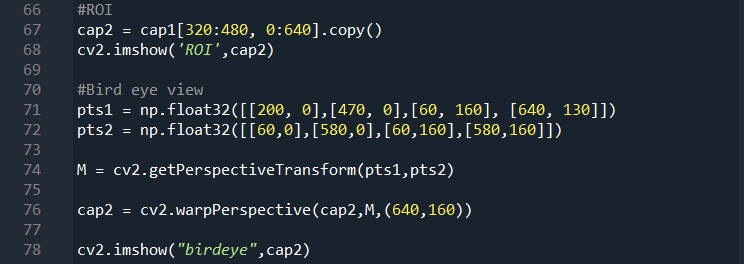 66 #ROI
67 cap2 = cap1[320:480, 0:640].copy()
68 cv2.imshow('ROI',cap2)
69
70 #Bird eye view
71 pts1 = np.float32([[200, 0],[470, 0],[60, 160], [640, 130]])
72 pts2 = np.float32([[60,0],[580,0],[60,160],[580,160]])
73
74 M = cv2.getPerspectiveTransform(pts1,pts2)
75
76 cap2 = cv2.warpPerspective(cap2,M,(640,160))
77
78 cv2.imshow("birdeye",cap2)